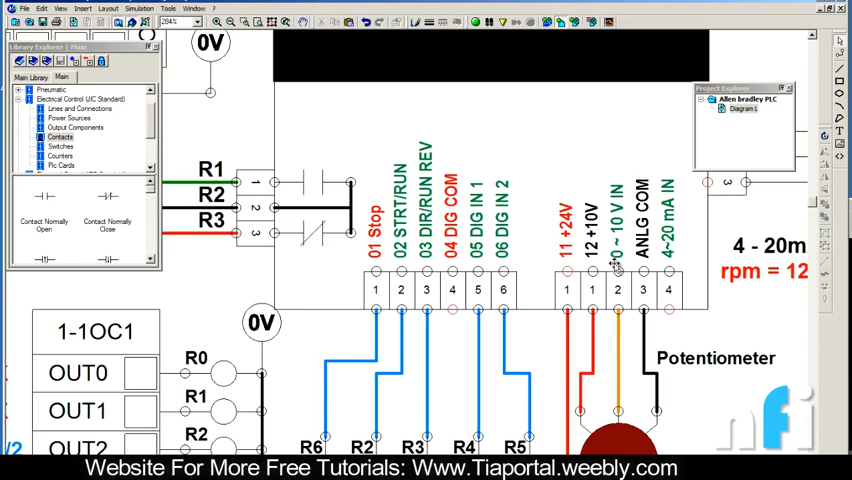 File Edit View Insert Layout Simulation Tools Window Help
284%
Library Explorer | Main
Main Library Main
Pneumatic
Electrical Control (JIC Standard)
Lines and Connections
Power Sources
Output Components
Contacts
Switches
Counters
Plc Cards
Contact Normally Open
Contact Normally Close
Project Explorer
Allen bradley PLC
Diagram1
0V
R1
R2
R3
1
2
3
01 Stop
02 STRT/RUN
03 DIR/RUN REV
04 DIG COM
05 DIG IN 1
06 DIG IN 2
11 +24V
12 +10V
0 ~ 10 V IN
ANLG COM
4~20 mA IN
1 2 3 4 5 6
1 1 2 3 4
3
4 - 20m
rpm = 12
Potentiometer
0V
1-1OC1
OUT0
OUT1
OUT2
R0
R1
R2
/2
R6 R2 R3 R4 R5
nfi
Website For More Free Tutorials: Www.Tiaportal.weebly.com